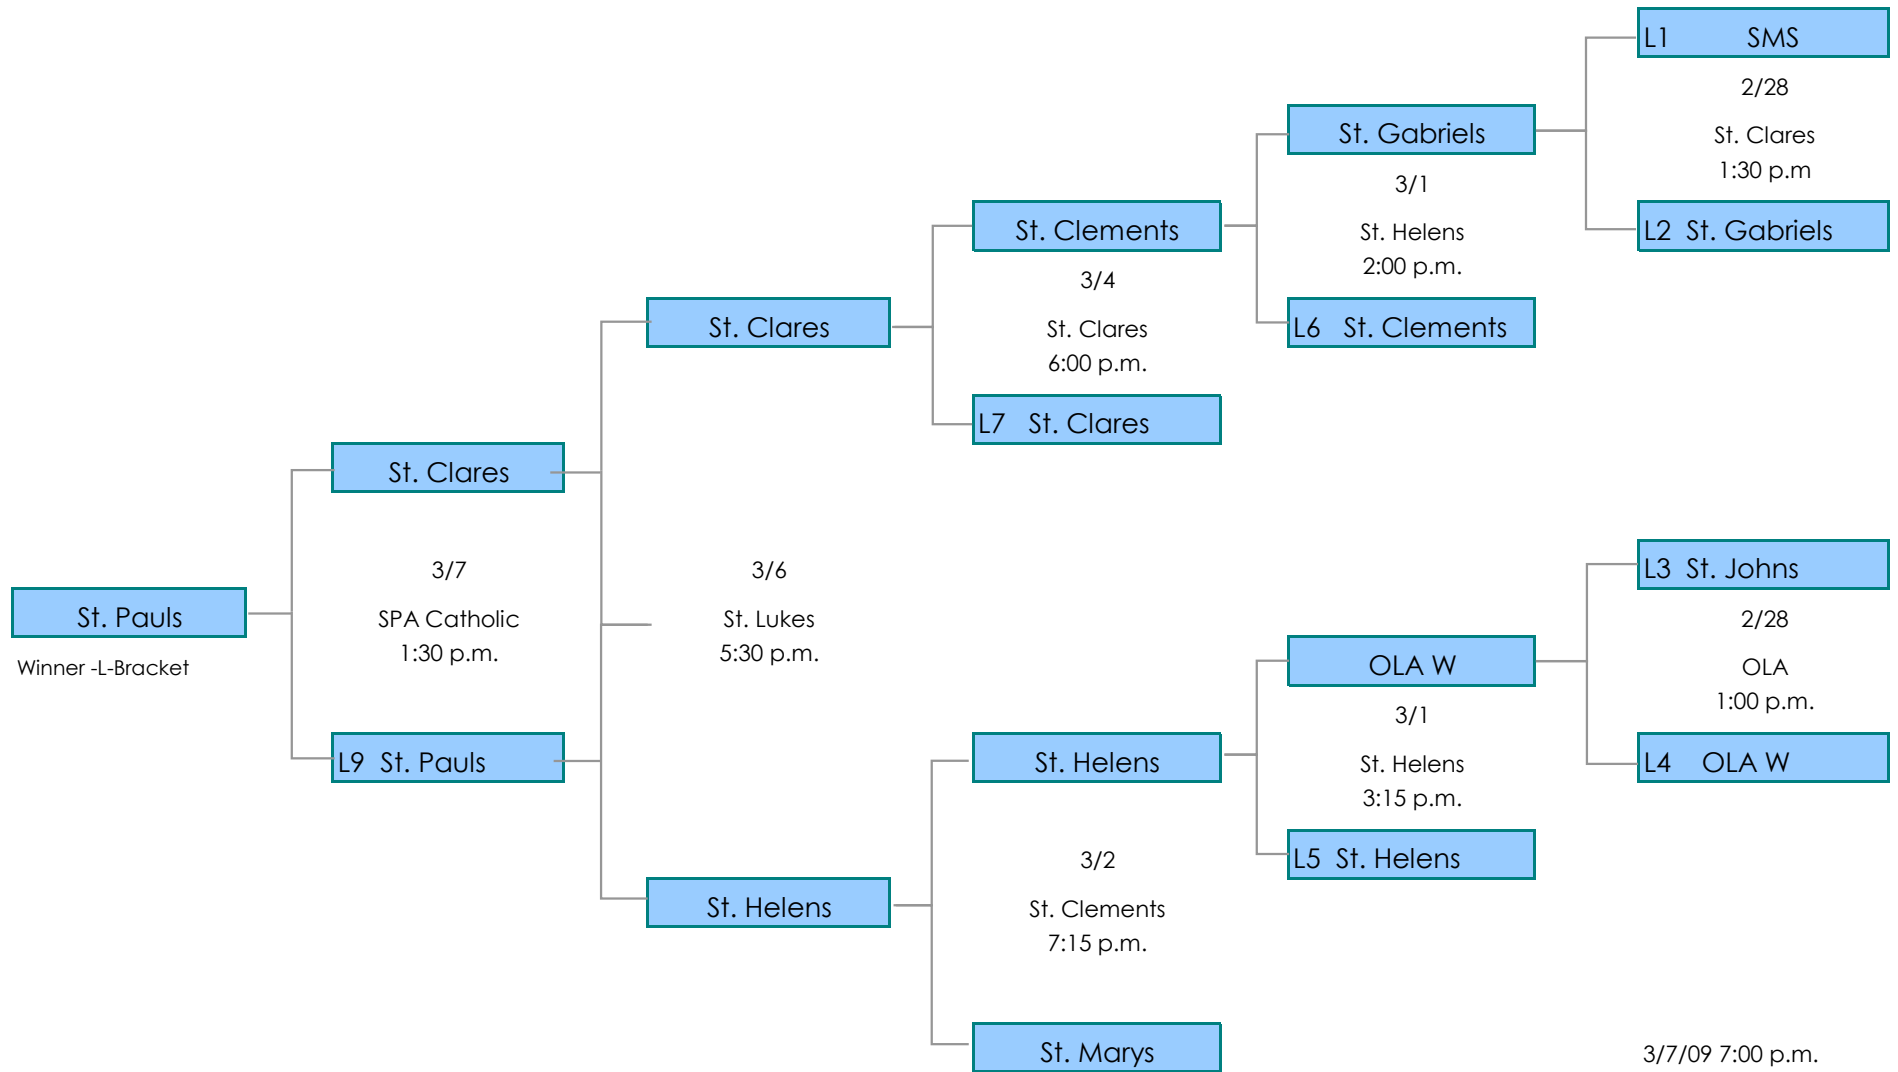 L1 SMS
2/28
St. Clares
1:30 p.m
L2 St. Gabriels
St. Gabriels
3/1
St. Helens
2:00 p.m.
L6 St. Clements
St. Clements
3/4
St. Clares
6:00 p.m.
L7 St. Clares
St. Clares
3/6
St. Lukes
5:30 p.m.
St. Helens
St. Clares
3/7
SPA Catholic
1:30 p.m.
L9 St. Pauls
St. Pauls
Winner -L-Bracket
L3 St. Johns
2/28
OLA
1:00 p.m.
L4 OLA W
OLA W
3/1
St. Helens
3:15 p.m.
L5 St. Helens
St. Helens
3/2
St. Clements
7:15 p.m.
St. Marys
3/7/09 7:00 p.m.